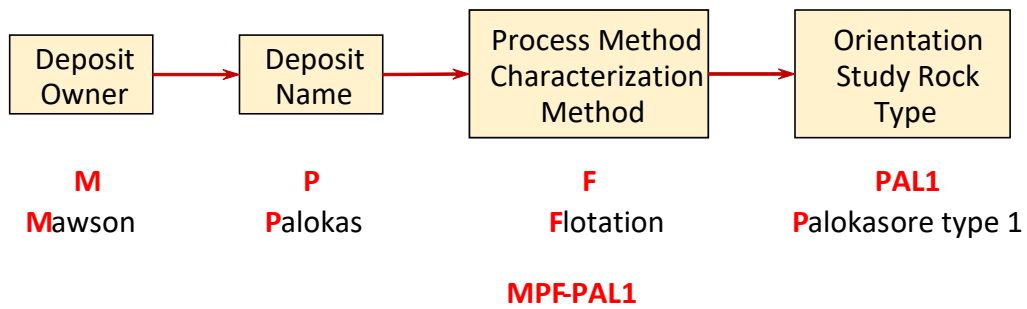 Deposit
Owner
Deposit
Name
Process Method
Characterization
Method
Orientation
Study Rock
Type
M
P
F
PAL1
Mawson
Palokas
Flotation
Palokasore type 1
MPF-PAL1